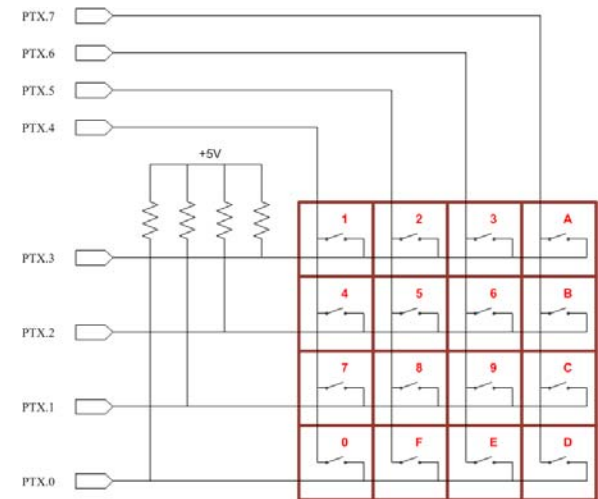 PTX.7
PTX.6
PTX.5
PTX.4
+5V
1 2 3 A
PTX.3
4 5 6 B
PTX.2
7 8 9 C
PTX.1
0 F E D
PTX.0